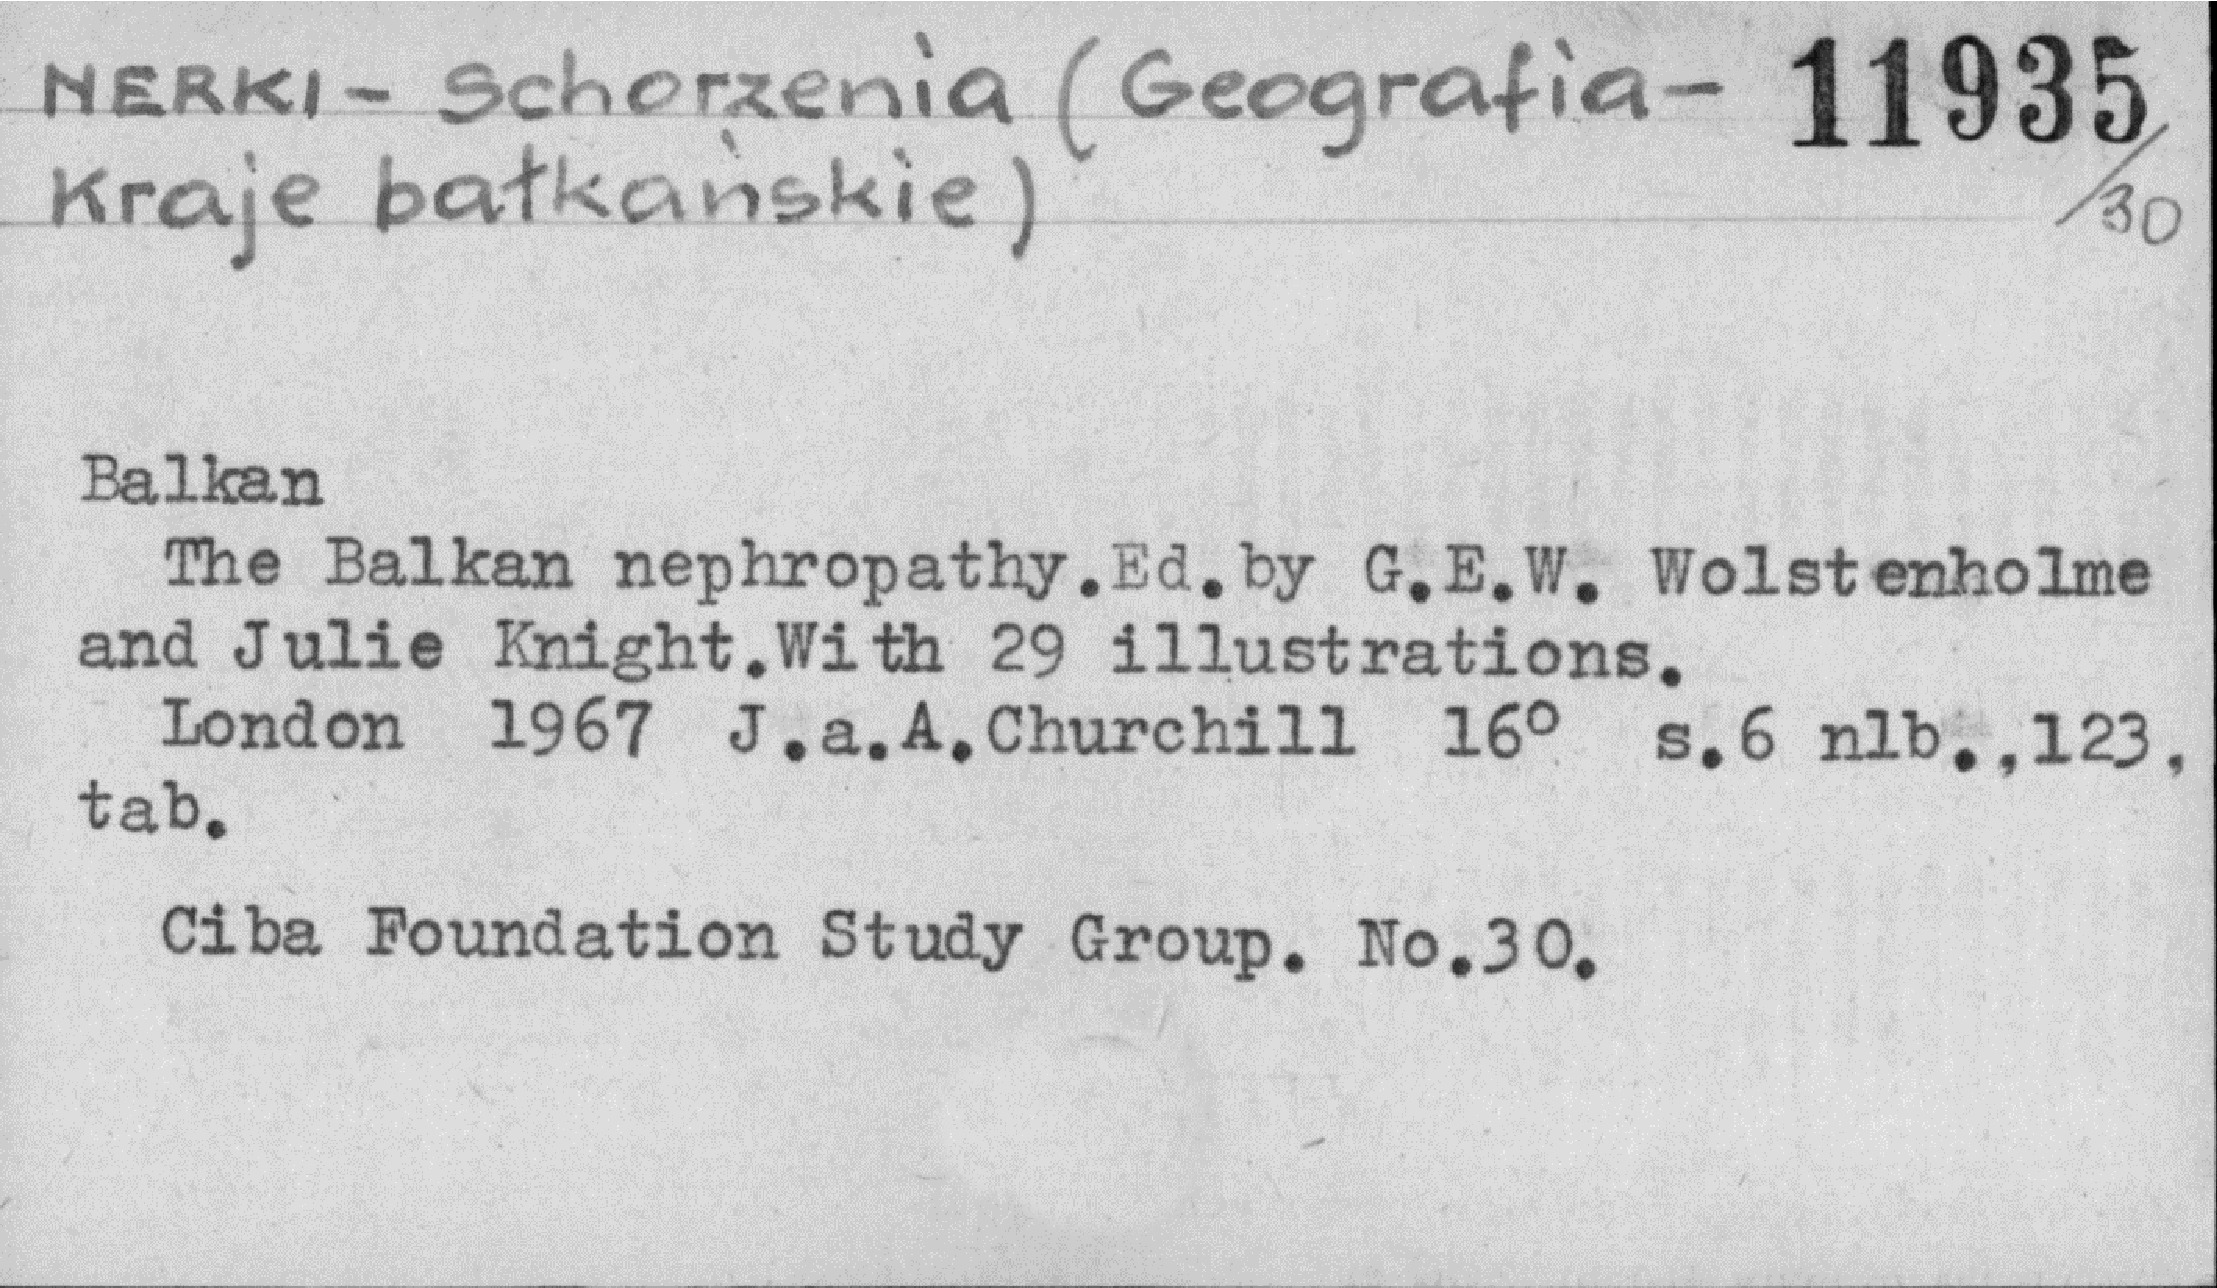 NERKI - Schorzenia (Geografia - 11935
Kraje bałkańskie) /30
Balkan
The Balkan nephropathy.Ed.by G.E.W. Wolstenholme
and Julie Knight.With 29 illustrations.
London 1967 J.a.A.Churchill 16° s.6 nlb.,123,
tab.
Ciba Foundation Study Group. No.30.